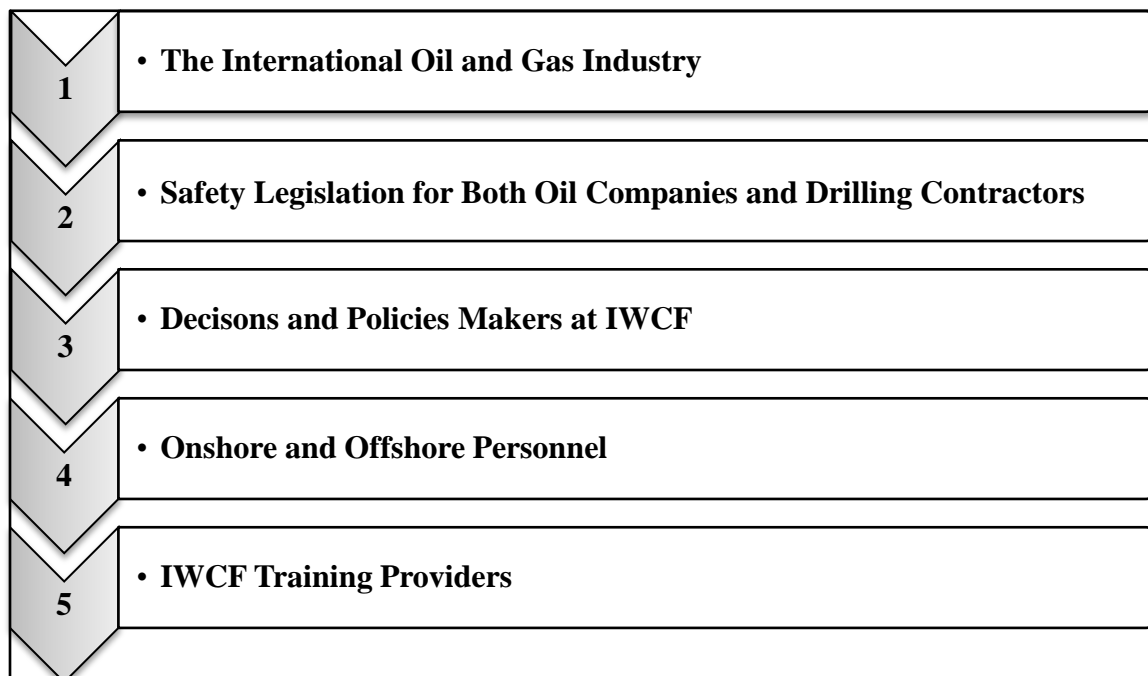 1
• The International Oil and Gas Industry
2
• Safety Legislation for Both Oil Companies and Drilling Contractors
3
• Decisons and Policies Makers at IWCF
4
• Onshore and Offshore Personnel
5
• IWCF Training Providers